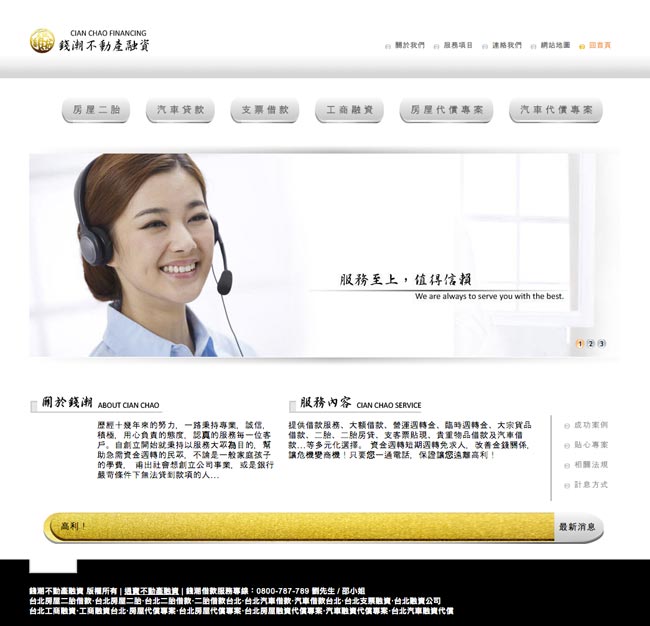 CIAN CHAO FINANCING
錢潮不動產融資
關於我們 服務項目 連絡我們 網站地圖 回首頁
房屋二胎 汽車貸款 支票借款 工商融資 房屋代償專案 汽車代償專案
服務至上，值得信賴
We are always to serve you with the best.
1 2 3
關於錢潮 ABOUT CIAN CHAO
歷經十幾年來的努力，一路秉持專業，誠信，
積極，用心負責的態度，認真的服務每一位客
戶。自創立開始就秉持以服務大眾為目的，幫
助急需資金週轉的民眾，不論是一般家庭孩子
的學費，甫出社會想創立公司事業，或是銀行
嚴苛條件下無法貸到款項的人...
服務內容 CIAN CHAO SERVICE
提供借款服務、大額借款、營運週轉金、臨時週轉金、大宗貨品
借款、二胎、二胎房貸、支客票貼現、貴重物品借款及汽車借
款...等多元化選擇。 資金週轉短期週轉免求人，改善金錢關係，
讓危機變商機！只要您一通電話，保證讓您遠離高利！
成功案例
貼心專案
相關法規
計息方式
高利！ 最新消息
錢潮不動產融資 版權所有 | 週寶不動產融資 | 錢潮借款服務專線：0800-787-789 劉先生 / 邵小姐
台北房屋二胎借款‧台北房屋二胎‧台北二胎借款‧二胎借款台北‧台北汽車借款‧汽車借款台北‧台北支票融資‧台北融資公司
台北工商融資‧工商融資台北‧房屋代償專案‧台北房屋代償專案‧台北房屋融資代償專案‧汽車融資代償專案‧台北汽車融資代償